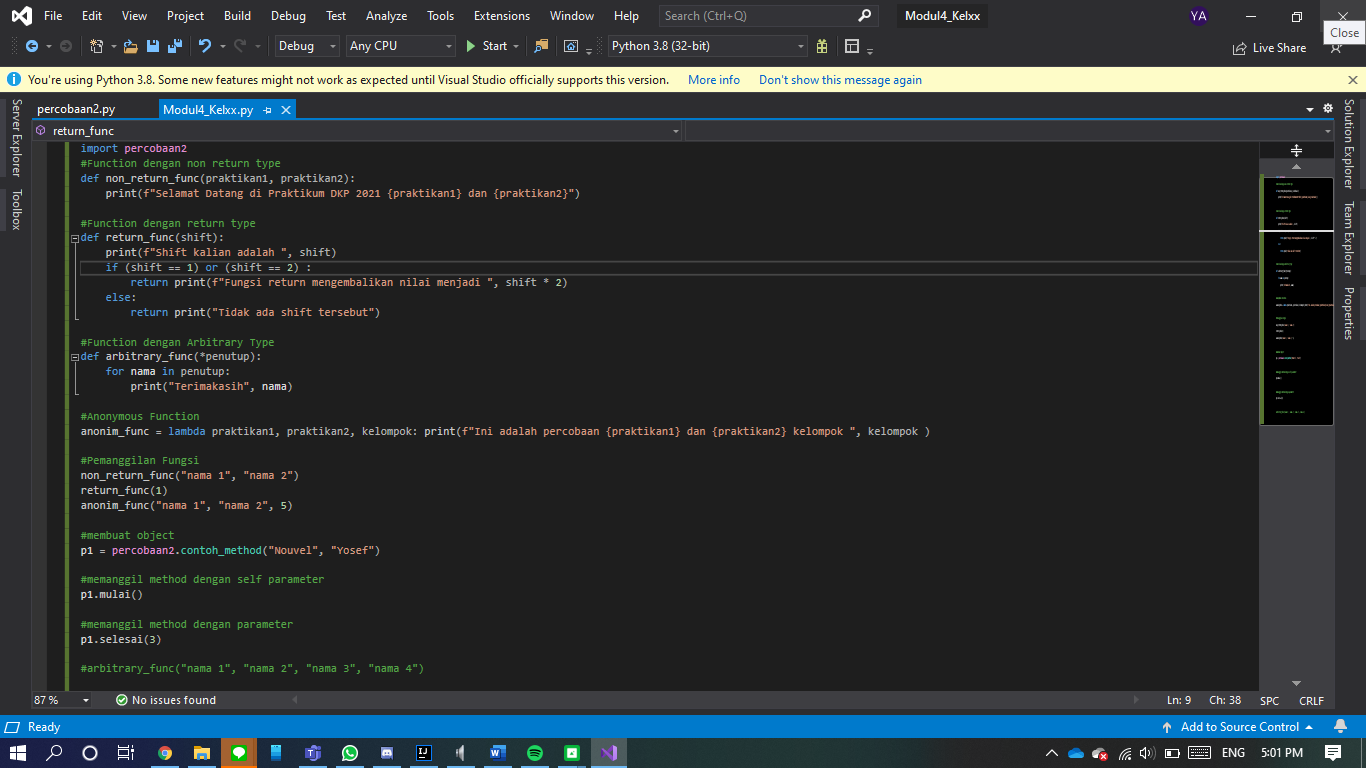 File Edit View Project Build Debug Test Analyze Tools Extensions Window Help Search (Ctrl+Q) Modul4_Kelxx YA
Close
Debug Any CPU Start Python 3.8 (32-bit) Live Share
You're using Python 3.8. Some new features might not work as expected until Visual Studio officially supports this version. More info Don't show this message again
Server Explorer
Toolbox
percobaan2.py Modul4_Kelxx.py
return_func
import percobaan2
#Function dengan non return type
def non_return_func(praktikan1, praktikan2):
print(f"Selamat Datang di Praktikum DKP 2021 {praktikan1} dan {praktikan2}")
#Function dengan return type
def return_func(shift):
print(f"Shift kalian adalah ", shift)
if (shift == 1) or (shift == 2) :
return print(f"Fungsi return mengembalikan nilai menjadi ", shift * 2)
else:
return print("Tidak ada shift tersebut")
#Function dengan Arbitrary Type
def arbitrary_func(*penutup):
for nama in penutup:
print("Terimakasih", nama)
#Anonymous Function
anonim_func = lambda praktikan1, praktikan2, kelompok: print(f"Ini adalah percobaan {praktikan1} dan {praktikan2} kelompok ", kelompok )
#Pemanggilan Fungsi
non_return_func("nama 1", "nama 2")
return_func(1)
anonim_func("nama 1", "nama 2", 5)
#membuat object
p1 = percobaan2.contoh_method("Nouvel", "Yosef")
#memanggil method dengan self parameter
p1.mulai()
#memanggil method dengan parameter
p1.selesai(3)
#arbitrary_func("nama 1", "nama 2", "nama 3", "nama 4")
Solution Explorer
Team Explorer
Properties
87 % No issues found Ln: 9 Ch: 38 SPC CRLF
Ready Add to Source Control
ENG 5:01 PM